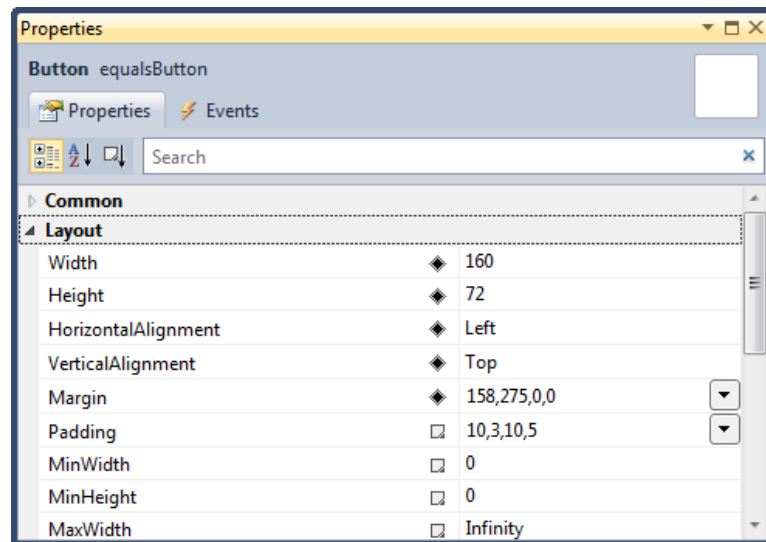 Properties
Button equalsButton
Properties Events
Search
Common
Layout
Width 160
Height 72
HorizontalAlignment Left
VerticalAlignment Top
Margin 158,275,0,0
Padding 10,3,10,5
MinWidth 0
MinHeight 0
MaxWidth Infinity